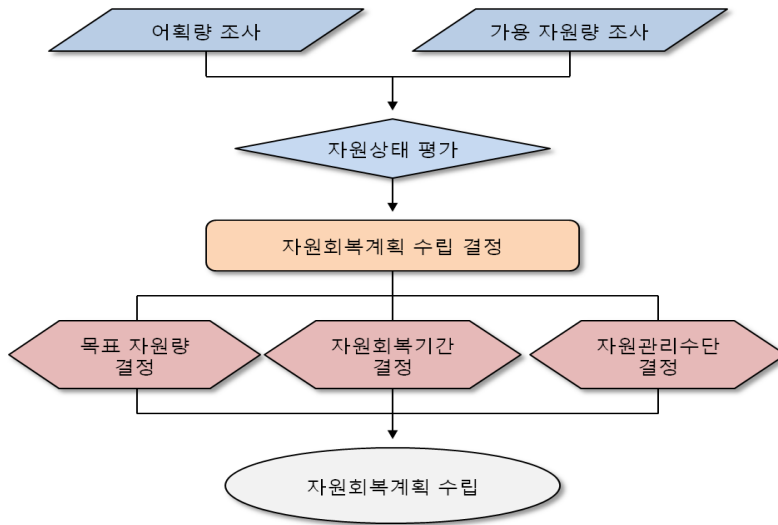 어획량 조사
가용 자원량 조사
자원상태 평가
자원회복계획 수립 결정
목표 자원량
결정
자원회복기간
결정
자원관리수단
결정
자원회복계획 수립